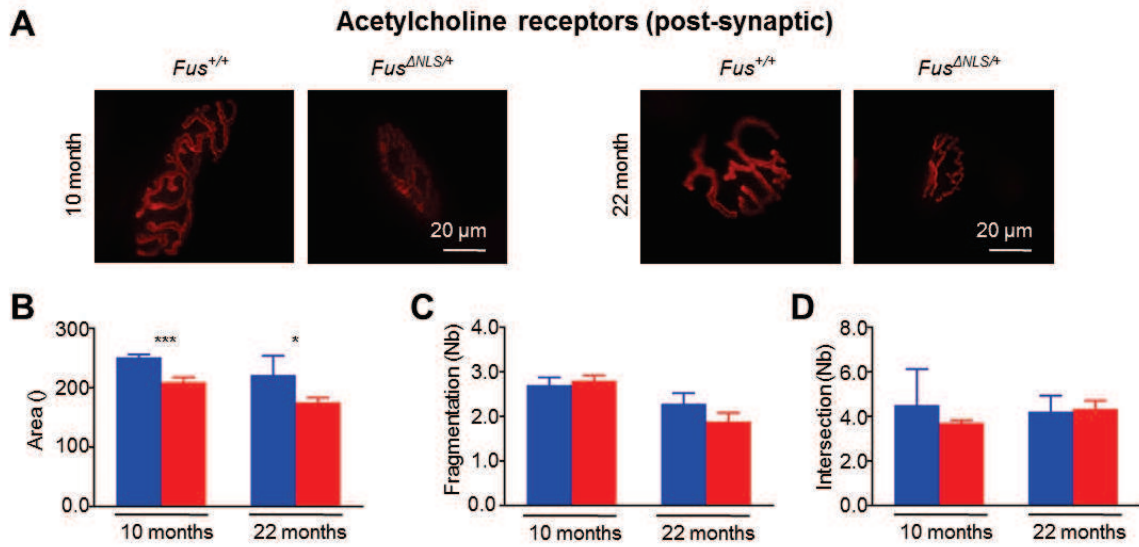 A
Acetylcholine receptors (post-synaptic)
Fus+/+
FusΔNLS/+
Fus+/+
FusΔNLS/+
10 month
20 µm
22 month
20 µm
B
Area ()
300
200
100
0.0
***
*
10 months
22 months
C
Fragmentation (Nb)
4.0
3.0
2.0
1.0
0.0
10 months
22 months
D
Intersection (Nb)
8.0
6.0
4.0
2.0
0.0
10 months
22 months